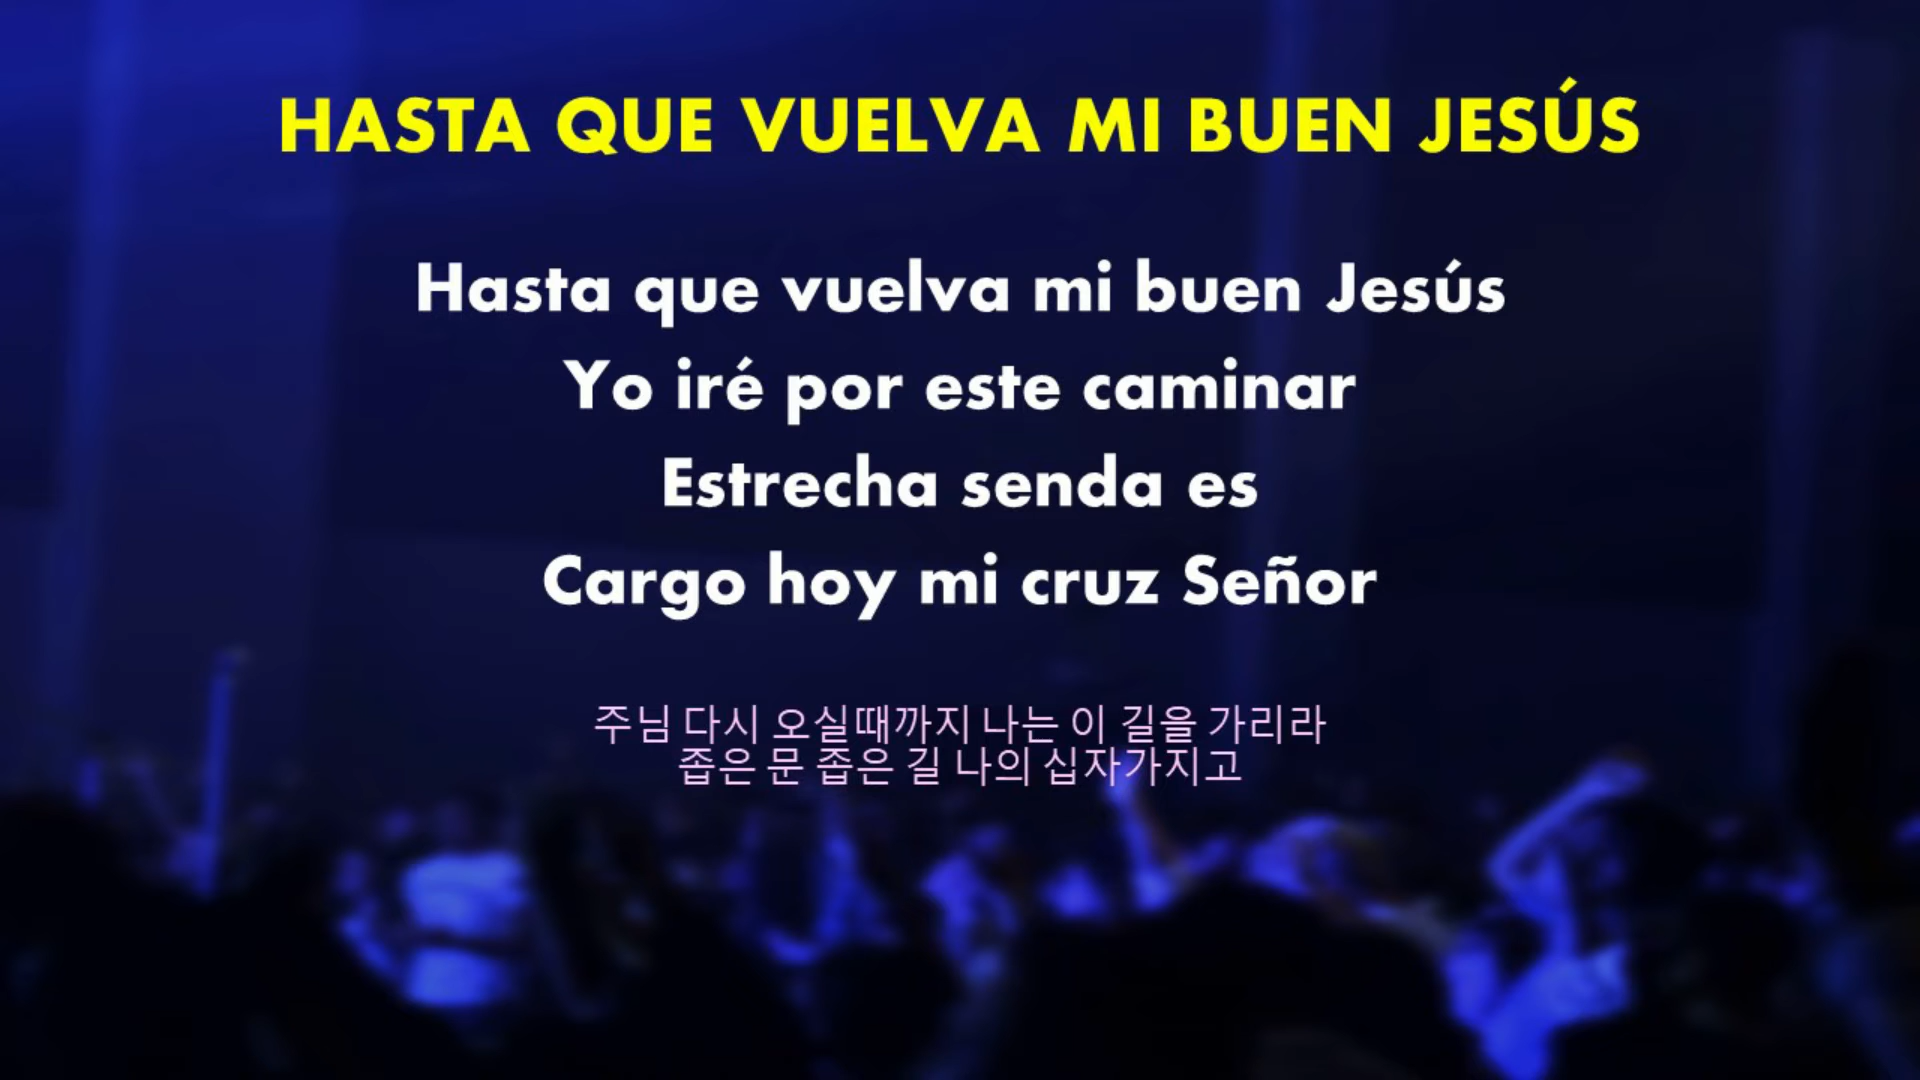 HASTA QUE VUELVA MI BUEN JESÚS
Hasta que vuelva mi buen Jesús
Yo iré por este caminar
Estrecha senda es
Cargo hoy mi cruz Señor
주님 다시 오실때까지 나는 이 길을 가리라
좁은 문 좁은 길 나의 십자가지고